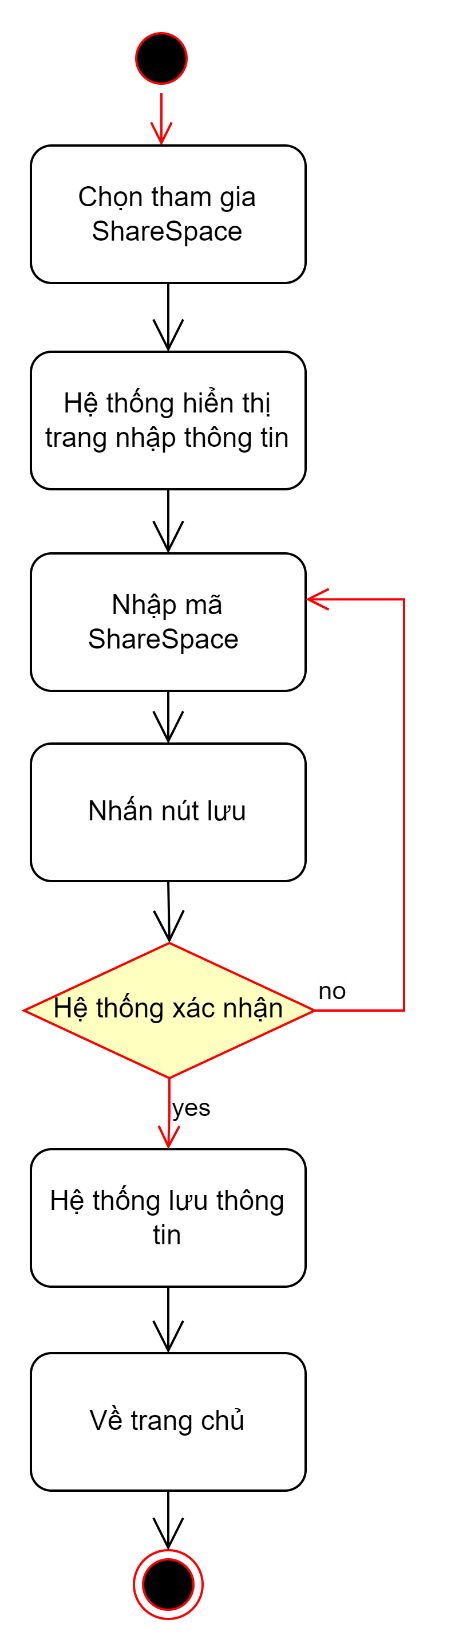 Chọn tham gia
ShareSpace
Hệ thống hiển thị
trang nhập thông tin
Nhập mã
ShareSpace
Nhấn nút lưu
Hệ thống xác nhận
no
yes
Hệ thống lưu thông
tin
Về trang chủ